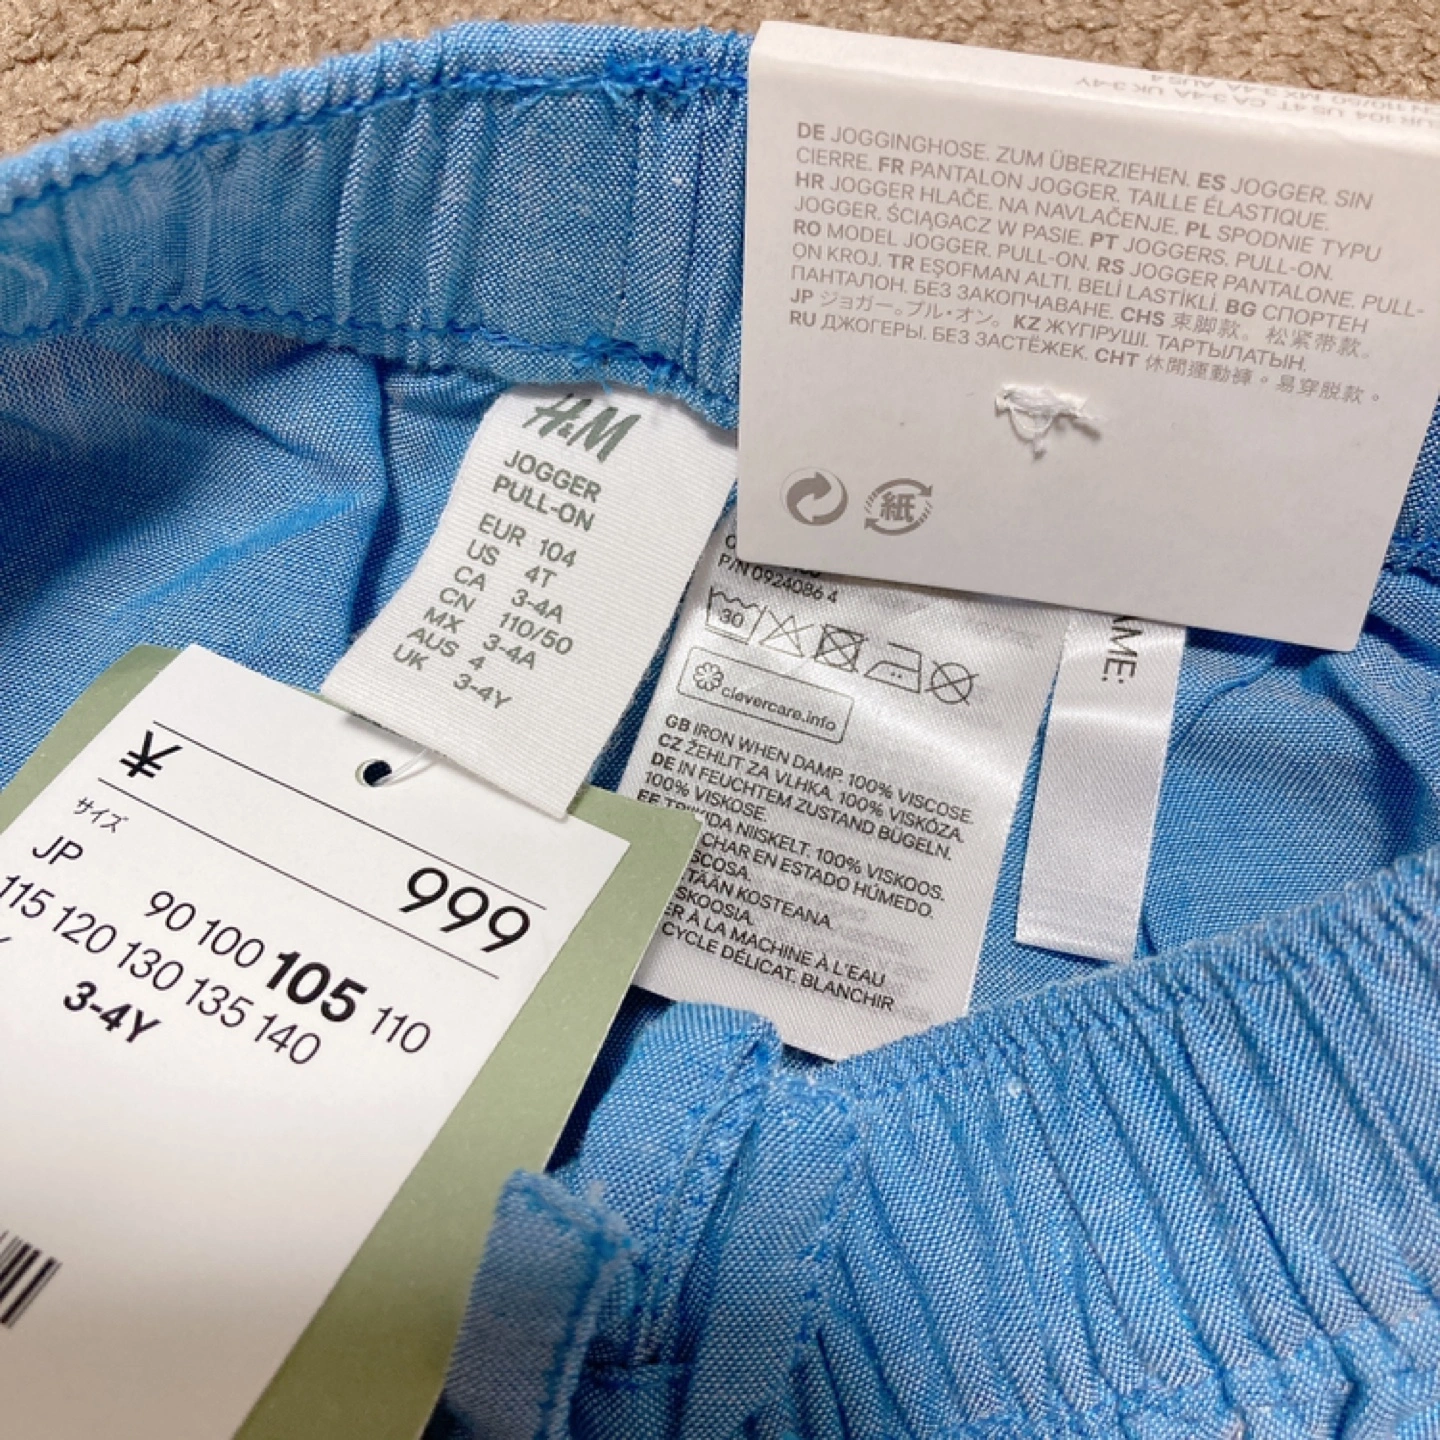 DE JOGGINGHOSE. ZUM ÜBERZIEHEN. ES JOGGER. SIN
CIERRE. FR PANTALON JOGGER. TAILLE ÉLASTIQUE.
HR JOGGER HLAČE. NA NAVLAČENJE. PL SPODNIE TYPU
JOGGER. ŚCIĄGACZ W PASIE. PT JOGGERS. PULL-ON.
RO MODEL JOGGER. PULL-ON. RS JOGGER PANTALONE. PULL-
ON KROJ. TR EŞOFMAN ALTI. BELİ LASTİKLİ. BG СПОРТЕН
ПАНТАЛОН. БЕЗ ЗАКОПЧАВАНЕ. CHS 束脚款。松紧带款。
JP ジョガー。プル・オン。 KZ ЖҮГІРУШІ. ТАРТЫЛАТЫН.
RU ДЖОГЕРЫ. БЕЗ ЗАСТЁЖЕК. CHT 休閒運動褲。易穿脱款。
紙
H&M
JOGGER
PULL-ON
EUR 104
US 4T
CA 3-4A
CN 110/50
MX 3-4A
AUS 4
UK 3-4Y
P/N 0924086 4
30
clevercare.info
GB IRON WHEN DAMP. 100% VISCOSE.
CZ ŽEHLIT ZA VLHKA. 100% VISKÓZA.
DE IN FEUCHTEM ZUSTAND BÜGELN.
100% VISKOSE.
EE NIISKELT. 100% VISKOOS.
CHAR EN ESTADO HÚMEDO.
KOSTEANA.
À LA MACHINE À L'EAU
CYCLE DÉLICAT. BLANCHIR
¥ 999
サイズ
JP 90 100 105 110
115 120 130 135 140
3-4Y